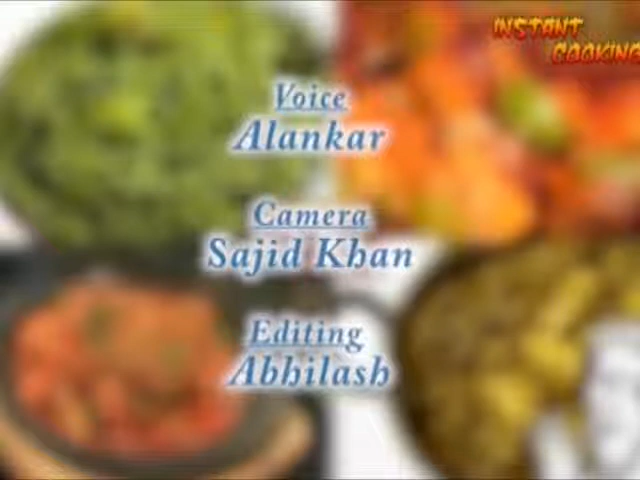 INSTANT
COOKING
Voice
Alankar
Camera
Sajid Khan
Editing
Abhilash